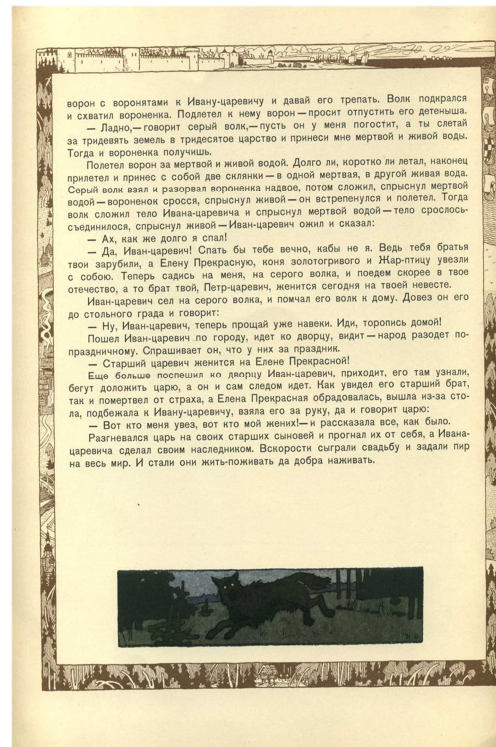 ворон с воронятами к Ивану-царевичу и давай его трепать. Волк подкрался
и схватил вороненка. Подлетел к нему ворон — просит отпустить его детеныша.
— Ладно,— говорит серый волк,— пусть он у меня погостит, а ты слетай
за тридевять земель в тридесятое царство и принеси мне мертвой и живой воды.
Тогда и вороненка получишь.
Полетел ворон за мертвой и живой водой. Долго ли, коротко ли летал, наконец
прилетел и принес с собой две склянки — в одной мертвая, в другой живая вода.
Серый волк взял и разорвал вороненка надвое, потом сложил, спрыснул мертвой
водой — вороненок сросся, спрыснул живой — он встрепенулся и полетел. Тогда
волк сложил тело Ивана-царевича и спрыснул мертвой водой — тело срослось-
съединилося, спрыснул живой — Иван-царевич ожил и сказал:
— Ах, как же долго я спал!
— Да, Иван-царевич! Спать бы тебе вечно, кабы не я. Ведь тебя братья
твои зарубили, а Елену Прекрасную, коня золотогривого и Жар-птицу увезли
с собою. Теперь садись на меня, на серого волка, и поедем скорее в твое
отечество, а то брат твой, Петр-царевич, женится сегодня на твоей невесте.
Иван-царевич сел на серого волка, и помчал его волк к дому. Довез он его
до стольного града и говорит:
— Ну, Иван-царевич, теперь прощай уже навеки. Иди, торопись домой!
Пошел Иван-царевич по городу, идет ко дворцу, видит — народ разодет по-
праздничному. Спрашивает он, что у них за праздник.
— Старший царевич женится на Елене Прекрасной!
Еще больше поспешил ко дворцу Иван-царевич, приходит, его там узнали,
бегут доложить царю, а он и сам следом идет. Как увидел его старший брат,
так и помертвел от страха, а Елена Прекрасная обрадовалась, вышла из-за сто-
ла, подбежала к Ивану-царевичу, взяла его за руку, да и говорит царю:
— Вот кто меня увез, вот кто мой жених!— и рассказала все, как было.
Разгневался царь на своих старших сыновей и прогнал их от себя, а Ивана-
царевича сделал своим наследником. Вскорости сыграли свадьбу и задали пир
на весь мир. И стали они жить-поживать да добра наживать.